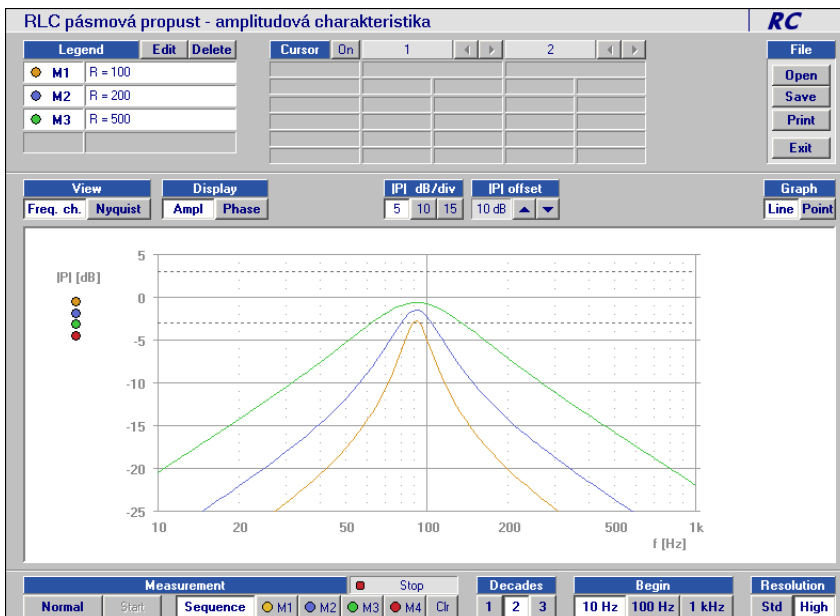 RLC pásmová propust - amplitudová charakteristika
RC
Legend Edit Delete
Cursor On 1 2
File
M1 R = 100
M2 R = 200
M3 R = 500
Open
Save
Print
Exit
View
Freq. ch. Nyquist
Display
Ampl Phase
|P| dB/div
5 10 15
|P| offset
10 dB
Graph
Line Point
|P| [dB]
5
0
-5
-10
-15
-20
-25
10 20 50 100 200 500 1k
f [Hz]
Measurement Stop
Normal Start Sequence M1 M2 M3 M4 Clr
Decades
1 2 3
Begin
10 Hz 100 Hz 1 kHz
Resolution
Std High